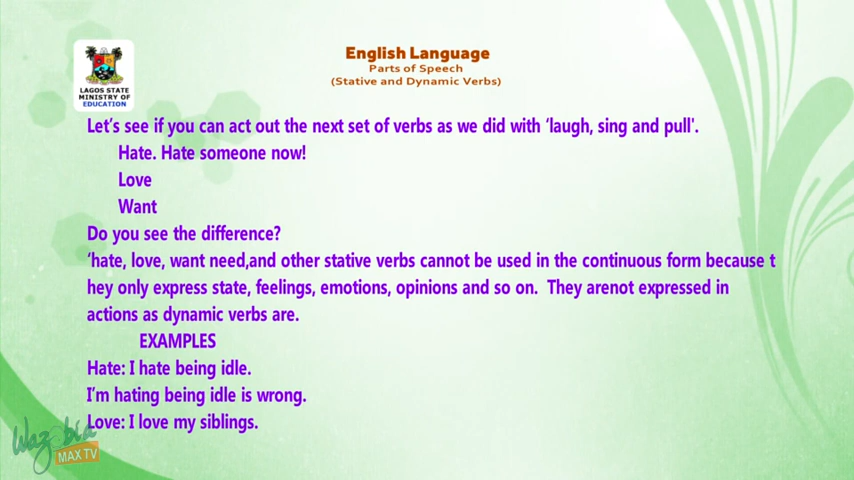 LAGOS STATE
MINISTRY OF
EDUCATION
English Language
Parts of Speech
(Stative and Dynamic Verbs)
Let's see if you can act out the next set of verbs as we did with ‘laugh, sing and pull'.
Hate. Hate someone now!
Love
Want
Do you see the difference?
‘hate, love, want need,and other stative verbs cannot be used in the continuous form because t
hey only express state, feelings, emotions, opinions and so on. They arenot expressed in
actions as dynamic verbs are.
EXAMPLES
Hate: I hate being idle.
I'm hating being idle is wrong.
Love: I love my siblings.
Wazobia
MAX TV